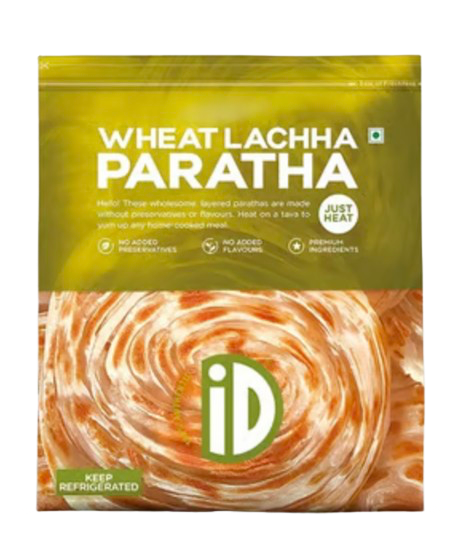 WHEAT LACHHA
PARATHA
Hello! These wholesome, layered parathas are made
without preservatives or flavours. Heat on a tava to
yum up any home-cooked meal.
JUST
HEAT
NO ADDED
PRESERVATIVES
NO ADDED
FLAVOURS
PREMIUM
INGREDIENTS
iD
KEEP
REFRIGERATED